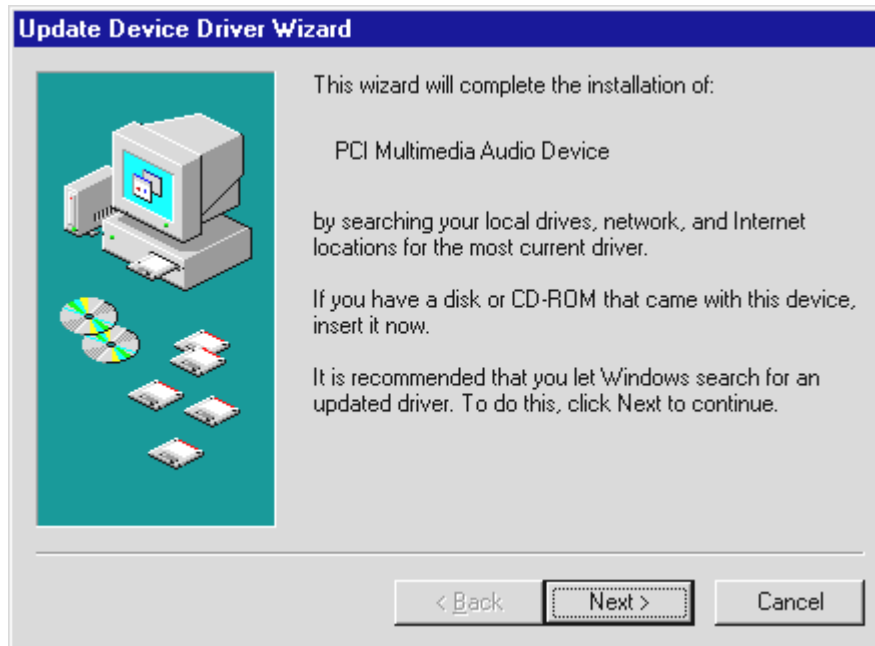 Update Device Driver Wizard
This wizard will complete the installation of:
PCI Multimedia Audio Device
by searching your local drives, network, and Internet
locations for the most current driver.
If you have a disk or CD-ROM that came with this device,
insert it now.
It is recommended that you let Windows search for an
updated driver. To do this, click Next to continue.
< Back
Next >
Cancel